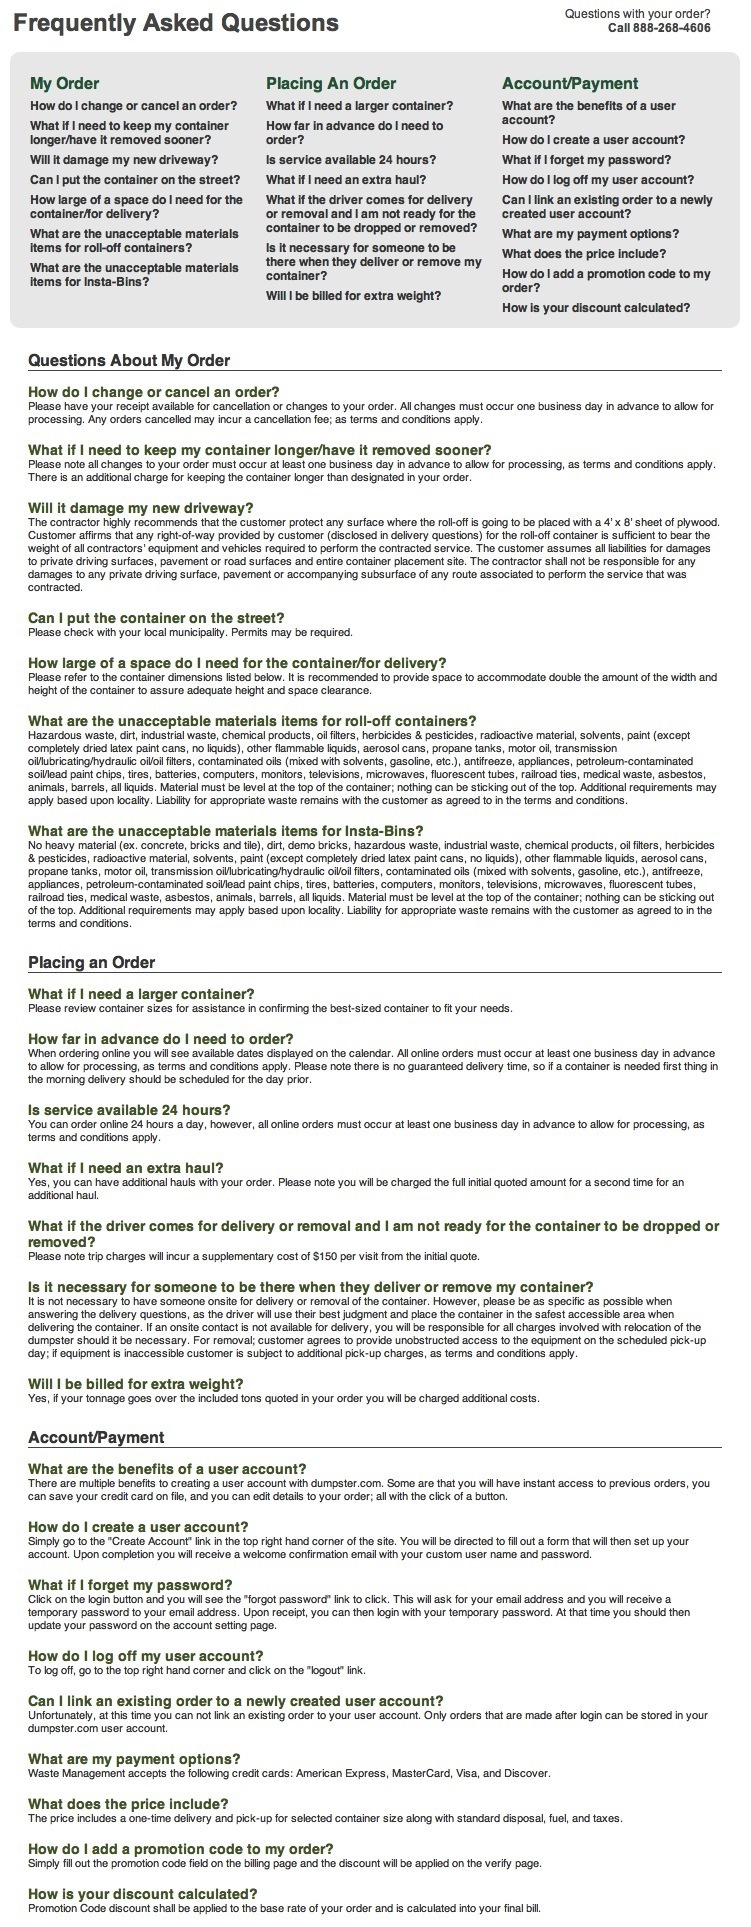 Frequently Asked Questions
Questions with your order?
Call 888-268-4606
My Order
How do I change or cancel an order?
What if I need to keep my container
longer/have it removed sooner?
Will it damage my new driveway?
Can I put the container on the street?
How large of a space do I need for the
container/for delivery?
What are the unacceptable materials
items for roll-off containers?
What are the unacceptable materials
items for Insta-Bins?
Placing An Order
What if I need a larger container?
How far in advance do I need to
order?
Is service available 24 hours?
What if I need an extra haul?
What if the driver comes for delivery
or removal and I am not ready for the
container to be dropped or removed?
Is it necessary for someone to be
there when they deliver or remove my
container?
Will I be billed for extra weight?
Account/Payment
What are the benefits of a user
account?
How do I create a user account?
What if I forget my password?
How do I log off my user account?
Can I link an existing order to a newly
created user account?
What are my payment options?
What does the price include?
How do I add a promotion code to my
order?
How is your discount calculated?
Questions About My Order
How do I change or cancel an order?
Please have your receipt available for cancellation or changes to your order. All changes must occur one business day in advance to allow for
processing. Any orders cancelled may incur a cancellation fee; as terms and conditions apply.
What if I need to keep my container longer/have it removed sooner?
Please note all changes to your order must occur at least one business day in advance to allow for processing, as terms and conditions apply.
There is an additional charge for keeping the container longer than designated in your order.
Will it damage my new driveway?
The contractor highly recommends that the customer protect any surface where the roll-off is going to be placed with a 4' x 8' sheet of plywood.
Customer affirms that any right-of-way provided by customer (disclosed in delivery questions) for the roll-off container is sufficient to bear the
weight of all contractors' equipment and vehicles required to perform the contracted service. The customer assumes all liabilities for damages
to private driving surfaces, pavement or road surfaces and entire container placement site. The contractor shall not be responsible for any
damages to any private driving surface, pavement or accompanying subsurface of any route associated to perform the service that was
contracted.
Can I put the container on the street?
Please check with your local municipality. Permits may be required.
How large of a space do I need for the container/for delivery?
Please refer to the container dimensions listed below. It is recommended to provide space to accommodate double the amount of the width and
height of the container to assure adequate height and space clearance.
What are the unacceptable materials items for roll-off containers?
Hazardous waste, dirt, industrial waste, chemical products, oil filters, herbicides & pesticides, radioactive material, solvents, paint (except
completely dried latex paint cans, no liquids), other flammable liquids, aerosol cans, propane tanks, motor oil, transmission
oil/lubricating/hydraulic oil/oil filters, contaminated oils (mixed with solvents, gasoline, etc.), antifreeze, appliances, petroleum-contaminated
soil/lead paint chips, tires, batteries, computers, monitors, televisions, microwaves, fluorescent tubes, railroad ties, medical waste, asbestos,
animals, barrels, all liquids. Material must be level at the top of the container; nothing can be sticking out of the top. Additional requirements may
apply based upon locality. Liability for appropriate waste remains with the customer as agreed to in the terms and conditions.
What are the unacceptable materials items for Insta-Bins?
No heavy material (ex. concrete, bricks and tile), dirt, demo bricks, hazardous waste, industrial waste, chemical products, oil filters, herbicides
& pesticides, radioactive material, solvents, paint (except completely dried latex paint cans, no liquids), other flammable liquids, aerosol cans,
propane tanks, motor oil, transmission oil/lubricating/hydraulic oil/oil filters, contaminated oils (mixed with solvents, gasoline, etc.), antifreeze,
appliances, petroleum-contaminated soil/lead paint chips, tires, batteries, computers, monitors, televisions, microwaves, fluorescent tubes,
railroad ties, medical waste, asbestos, animals, barrels, all liquids. Material must be level at the top of the container; nothing can be sticking out
of the top. Additional requirements may apply based upon locality. Liability for appropriate waste remains with the customer as agreed to in the
terms and conditions.
Placing an Order
What if I need a larger container?
Please review container sizes for assistance in confirming the best-sized container to fit your needs.
How far in advance do I need to order?
When ordering online you will see available dates displayed on the calendar. All online orders must occur at least one business day in advance
to allow for processing, as terms and conditions apply. Please note there is no guaranteed delivery time, so if a container is needed first thing in
the morning delivery should be scheduled for the day prior.
Is service available 24 hours?
You can order online 24 hours a day, however, all online orders must occur at least one business day in advance to allow for processing, as
terms and conditions apply.
What if I need an extra haul?
Yes, you can have additional hauls with your order. Please note you will be charged the full initial quoted amount for a second time for an
additional haul.
What if the driver comes for delivery or removal and I am not ready for the container to be dropped or
removed?
Please note trip charges will incur a supplementary cost of $150 per visit from the initial quote.
Is it necessary for someone to be there when they deliver or remove my container?
It is not necessary to have someone onsite for delivery or removal of the container. However, please be as specific as possible when
answering the delivery questions, as the driver will use their best judgment and place the container in the safest accessible area when
delivering the container. If an onsite contact is not available for delivery, you will be responsible for all charges involved with relocation of the
dumpster should it be necessary. For removal; customer agrees to provide unobstructed access to the equipment on the scheduled pick-up
day; if equipment is inaccessible customer is subject to additional pick-up charges, as terms and conditions apply.
Will I be billed for extra weight?
Yes, if your tonnage goes over the included tons quoted in your order you will be charged additional costs.
Account/Payment
What are the benefits of a user account?
There are multiple benefits to creating a user account with dumpster.com. Some are that you will have instant access to previous orders, you
can save your credit card on file, and you can edit details to your order; all with the click of a button.
How do I create a user account?
Simply go to the "Create Account" link in the top right hand corner of the site. You will be directed to fill out a form that will then set up your
account. Upon completion you will receive a welcome confirmation email with your custom user name and password.
What if I forget my password?
Click on the login button and you will see the "forgot password" link to click. This will ask for your email address and you will receive a
temporary password to your email address. Upon receipt, you can then login with your temporary password. At that time you should then
update your password on the account setting page.
How do I log off my user account?
To log off, go to the top right hand corner and click on the "logout" link.
Can I link an existing order to a newly created user account?
Unfortunately, at this time you can not link an existing order to your user account. Only orders that are made after login can be stored in your
dumpster.com user account.
What are my payment options?
Waste Management accepts the following credit cards: American Express, MasterCard, Visa, and Discover.
What does the price include?
The price includes a one-time delivery and pick-up for selected container size along with standard disposal, fuel, and taxes.
How do I add a promotion code to my order?
Simply fill out the promotion code field on the billing page and the discount will be applied on the verify page.
How is your discount calculated?
Promotion Code discount shall be applied to the base rate of your order and is calculated into your final bill.